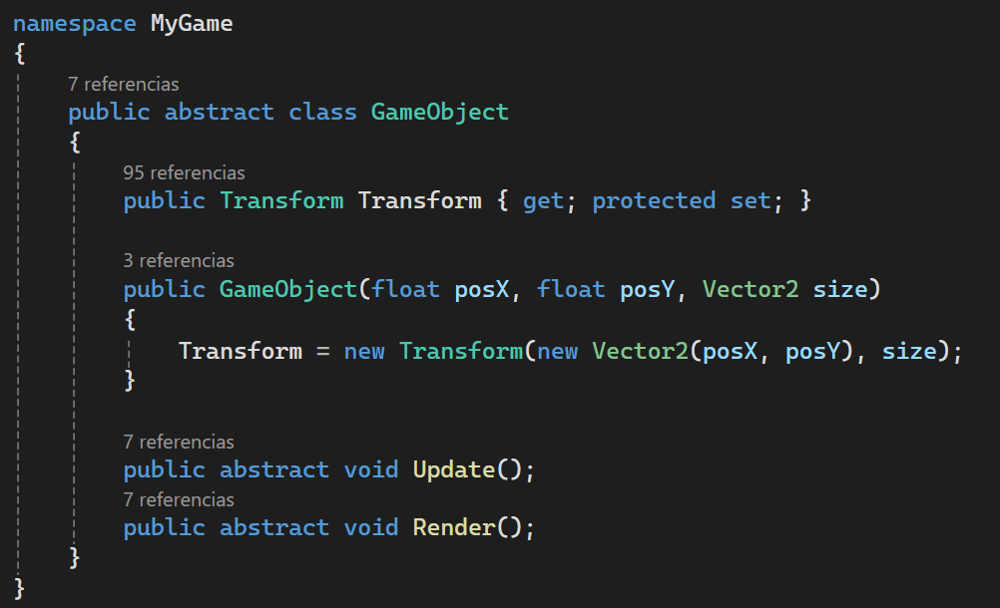 namespace MyGame
{
7 referencias
public abstract class GameObject
{
95 referencias
public Transform Transform { get; protected set; }
3 referencias
public GameObject(float posX, float posY, Vector2 size)
{
Transform = new Transform(new Vector2(posX, posY), size);
}
7 referencias
public abstract void Update();
7 referencias
public abstract void Render();
}
}